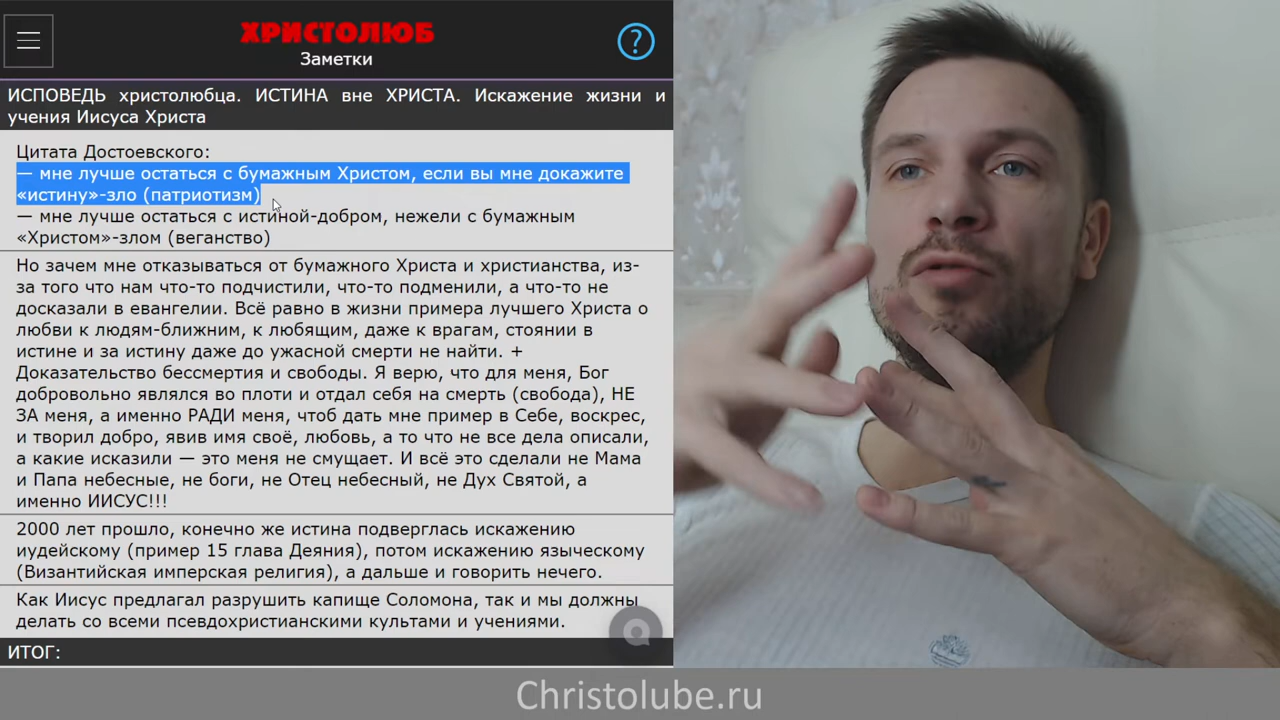 ХРИСТОЛЮБ
Заметки
?
ИСПОВЕДЬ христолюбца. ИСТИНА вне ХРИСТА. Искажение жизни и
учения Иисуса Христа
Цитата Достоевского:
— мне лучше остаться с бумажным Христом, если вы мне докажите
«истину»-зло (патриотизм)
— мне лучше остаться с истиной-добром, нежели с бумажным
«Христом»-злом (веганство)
Но зачем мне отказываться от бумажного Христа и христианства, из-
за того что нам что-то подчистили, что-то подменили, а что-то не
досказали в евангелии. Всё равно в жизни примера лучшего Христа о
любви к людям-ближним, к любящим, даже к врагам, стоянии в
истине и за истину даже до ужасной смерти не найти. +
Доказательство бессмертия и свободы. Я верю, что для меня, Бог
добровольно являлся во плоти и отдал себя на смерть (свобода), НЕ
ЗА меня, а именно РАДИ меня, чтоб дать мне пример в Себе, воскрес,
и творил добро, явив имя своё, любовь, а то что не все дела описали,
а какие исказили — это меня не смущает. И всё это сделали не Мама
и Папа небесные, не боги, не Отец небесный, не Дух Святой, а
именно ИИСУС!!!
2000 лет прошло, конечно же истина подверглась искажению
иудейскому (пример 15 глава Деяния), потом искажению языческому
(Византийская имперская религия), а дальше и говорить нечего.
Как Иисус предлагал разрушить капище Соломона, так и мы должны
делать со всеми псевдохристианскими культами и учениями.
ИТОГ:
Christolube.ru